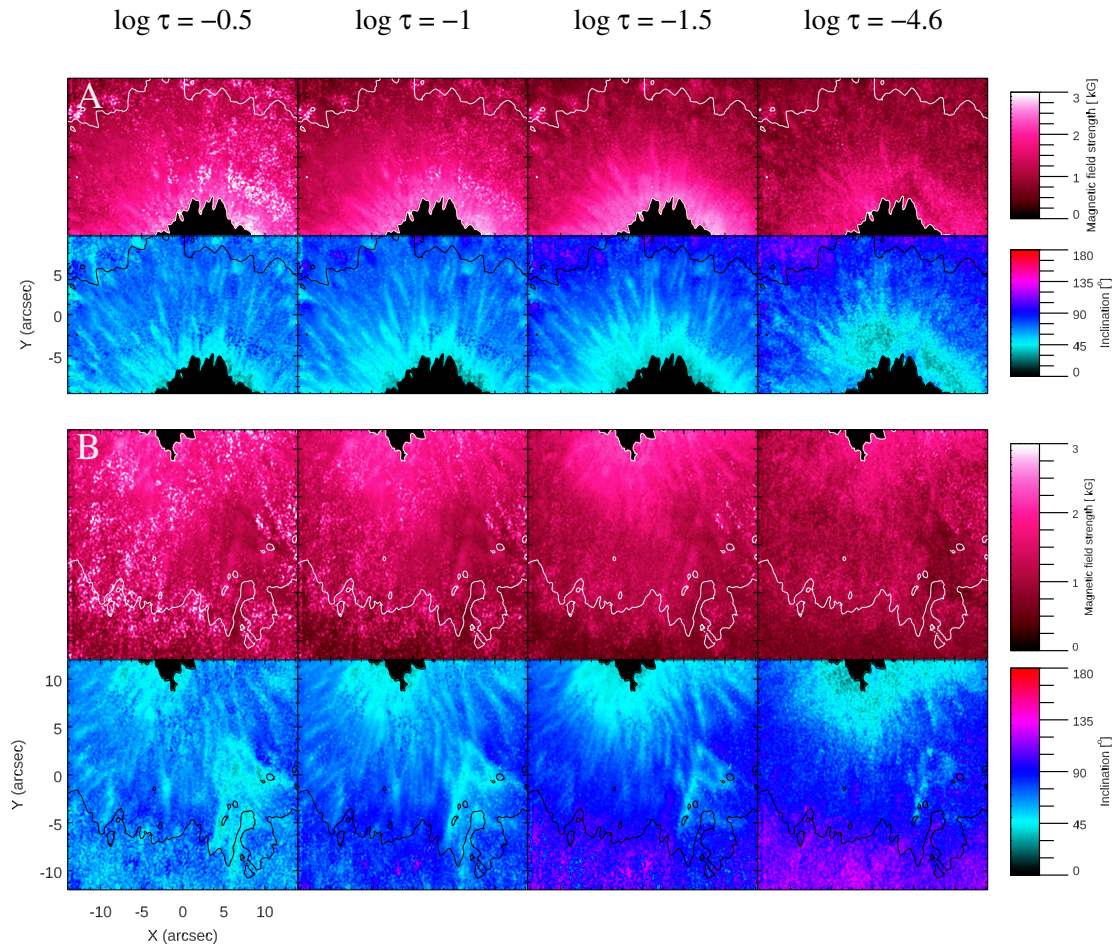 log τ = −0.5 log τ = −1 log τ = −1.5 log τ = −4.6
A
3
2
1
0
Magnetic field strength [ kG]
5
0
-5
Y (arcsec)
180
135
90
45
0
Inclination [°]
B
3
2
1
0
Magnetic field strength [ kG]
10
5
0
-5
-10
Y (arcsec)
180
135
90
45
0
Inclination [°]
-10 -5 0 5 10
X (arcsec)